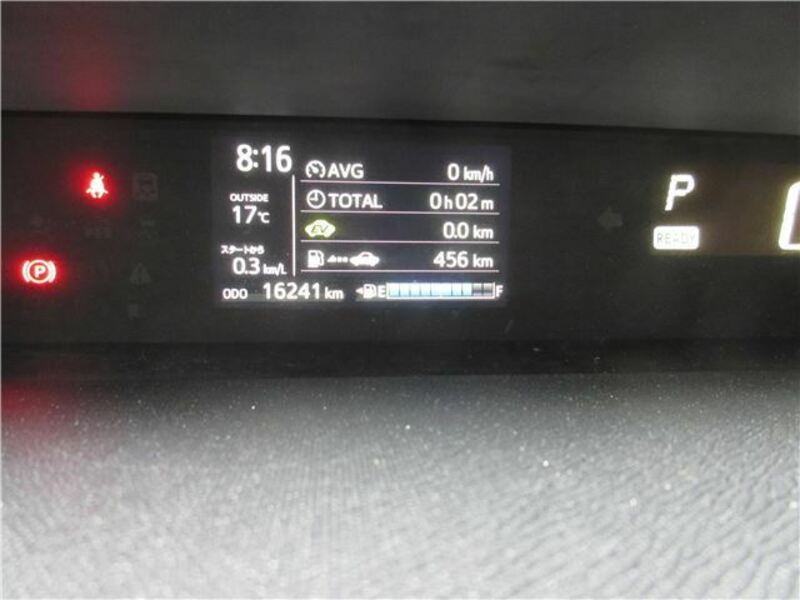 8:16
AVG 0 km/h
OUTSIDE
TOTAL 0h02m
17℃
EV 0.0 km
スタートから
0.3 km/L
456 km
ODO 16241 km
E F
P
READY
P